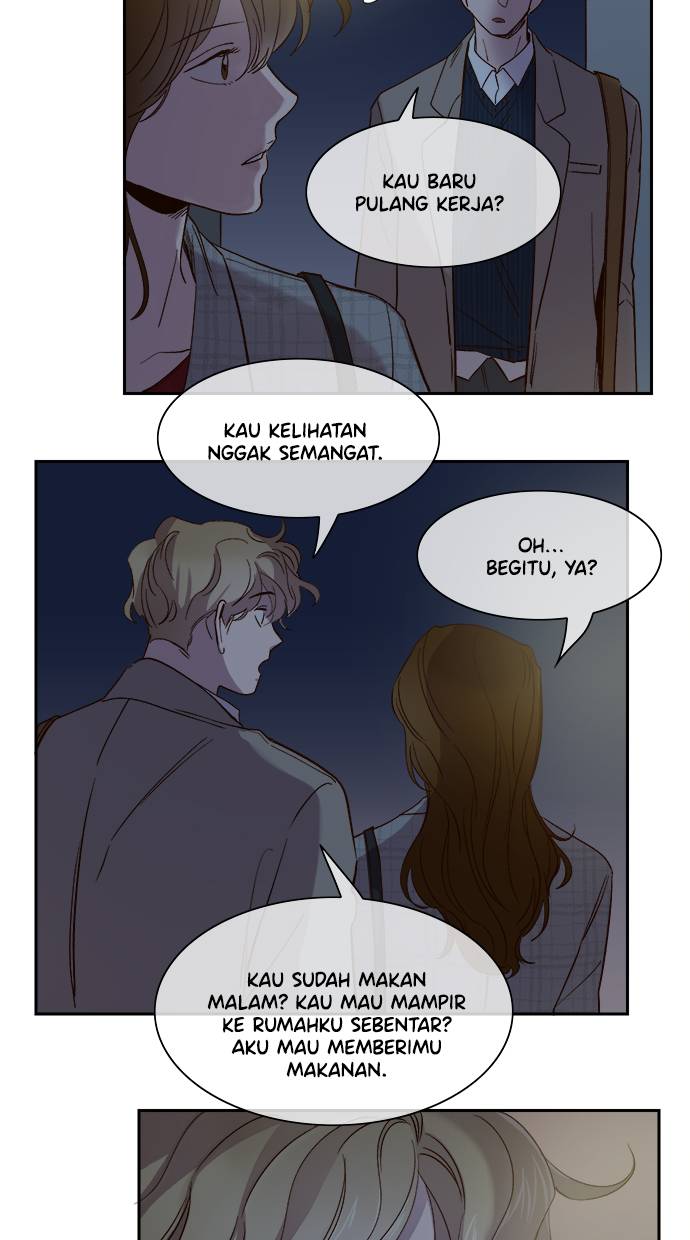 KAU BARU
PULANG KERJA?
KAU KELIHATAN
NGGAK SEMANGAT.
OH...
BEGITU, YA?
KAU SUDAH MAKAN
MALAM? KAU MAU MAMPIR
KE RUMAHKU SEBENTAR?
AKU MAU MEMBERIMU
MAKANAN.